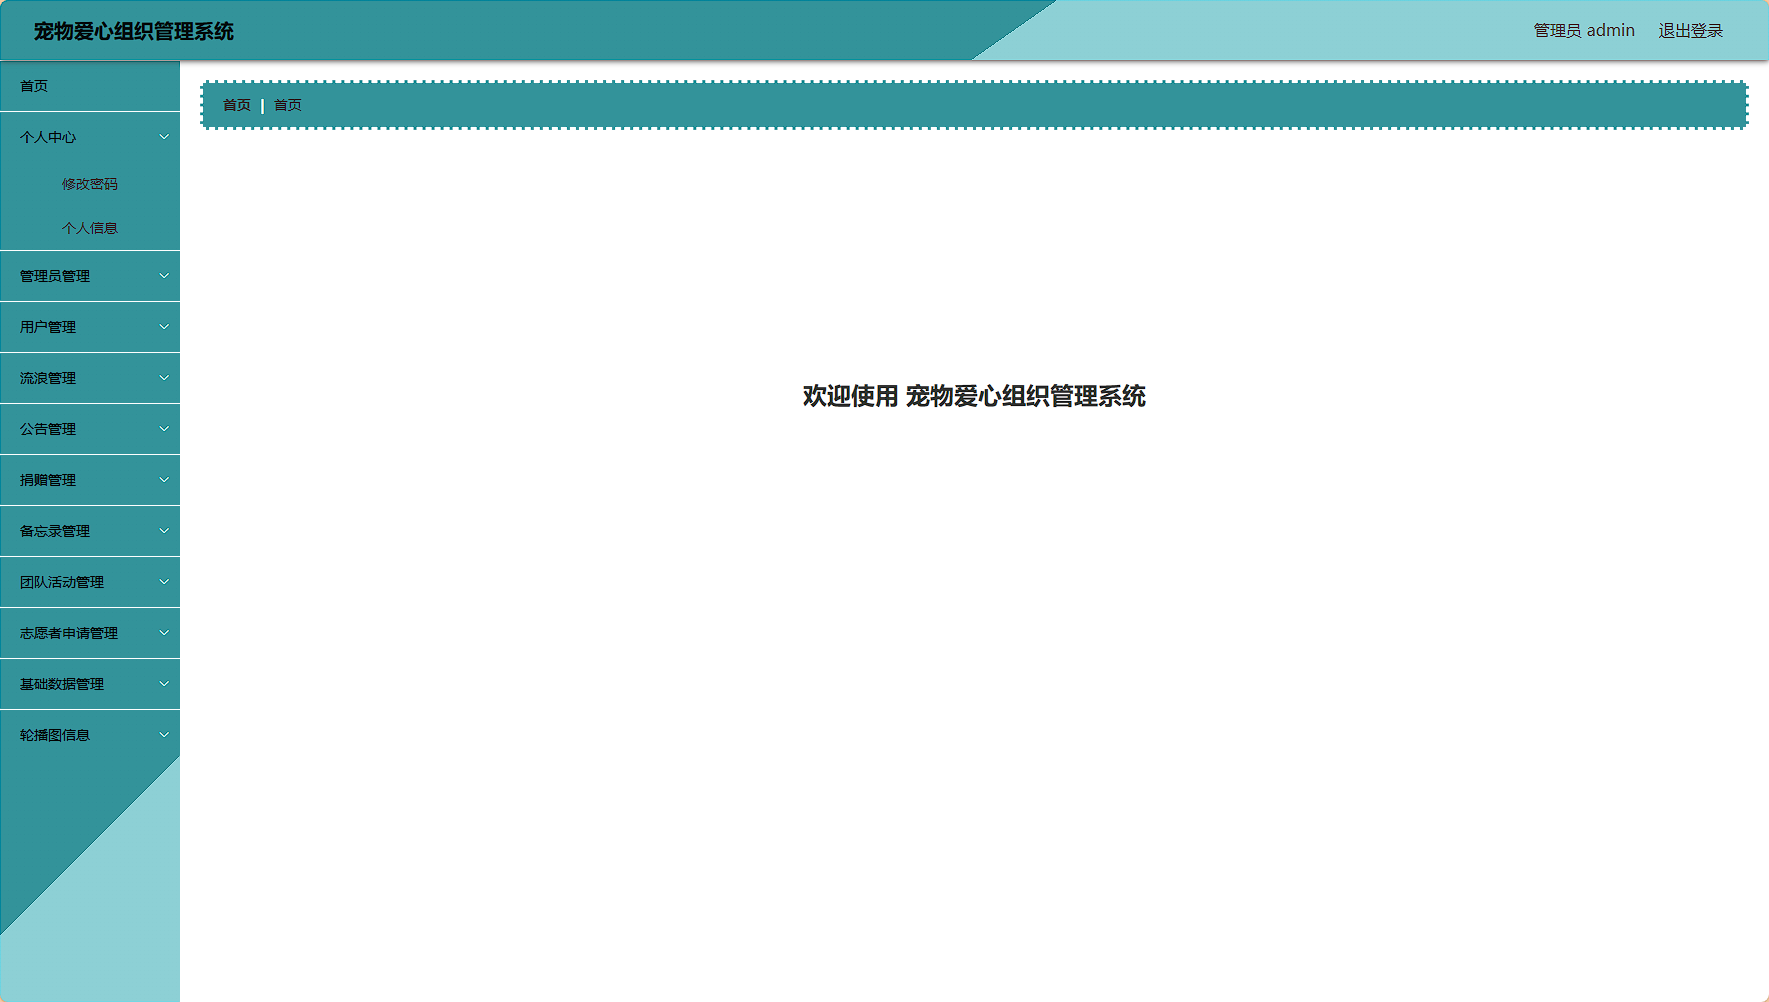 宠物爱心组织管理系统
管理员 admin 退出登录
首页
个人中心
修改密码
个人信息
管理员管理
用户管理
流浪管理
公告管理
捐赠管理
备忘录管理
团队活动管理
志愿者申请管理
基础数据管理
轮播图信息
首页 首页
欢迎使用 宠物爱心组织管理系统